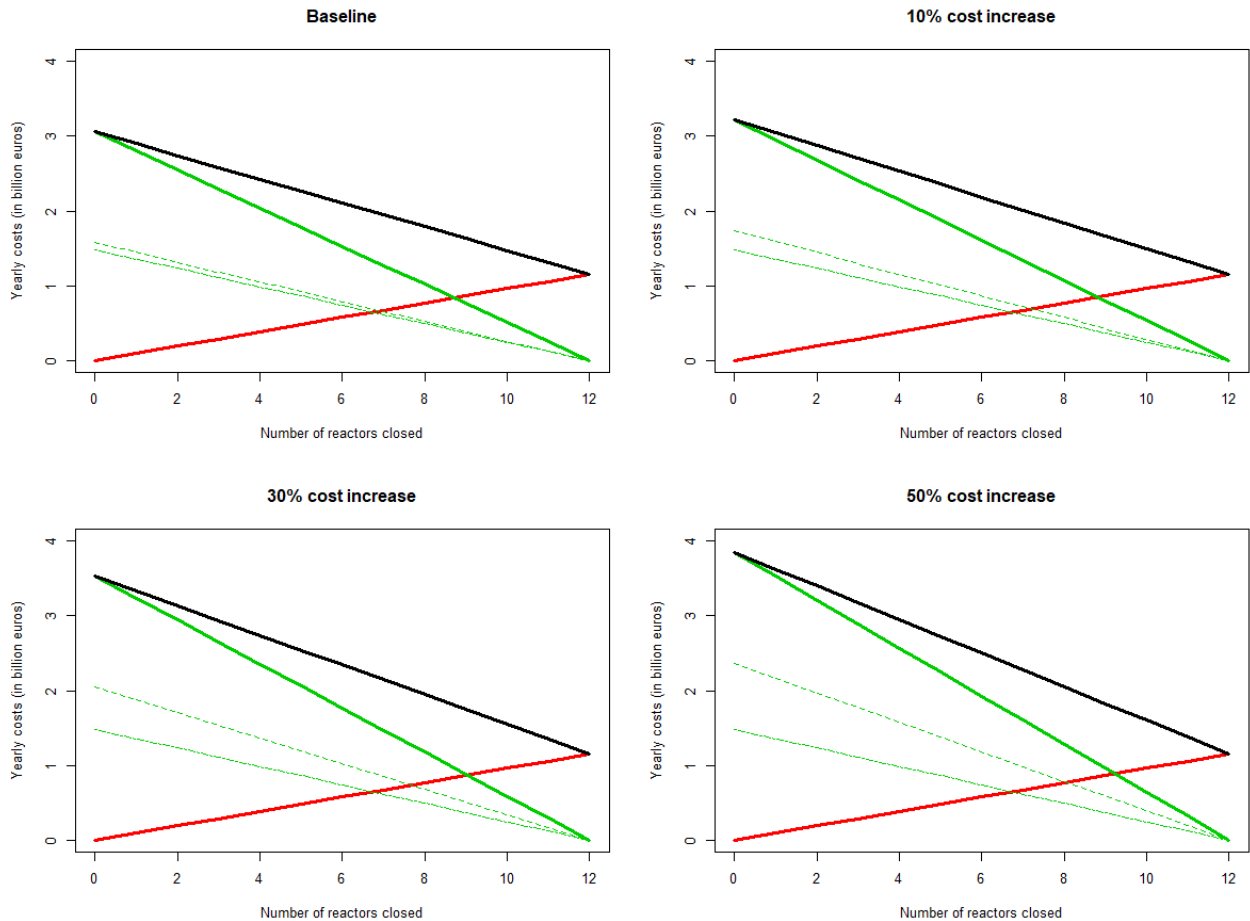 Baseline
Yearly costs (in billion euros)
4
3
2
1
0
0 2 4 6 8 10 12
Number of reactors closed
10% cost increase
Yearly costs (in billion euros)
4
3
2
1
0
0 2 4 6 8 10 12
Number of reactors closed
30% cost increase
Yearly costs (in billion euros)
4
3
2
1
0
0 2 4 6 8 10 12
Number of reactors closed
50% cost increase
Yearly costs (in billion euros)
4
3
2
1
0
0 2 4 6 8 10 12
Number of reactors closed